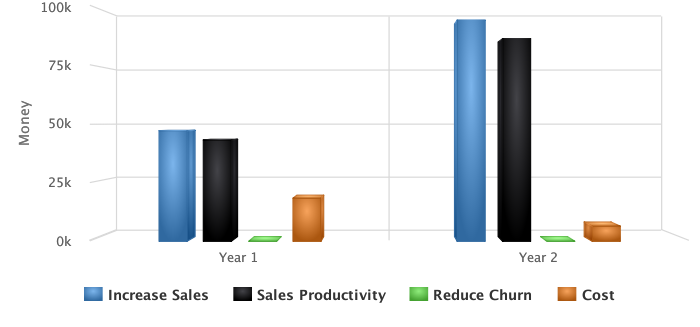 100k
75k
50k
25k
0k
Money
Year 1 Year 2
Increase Sales Sales Productivity Reduce Churn Cost